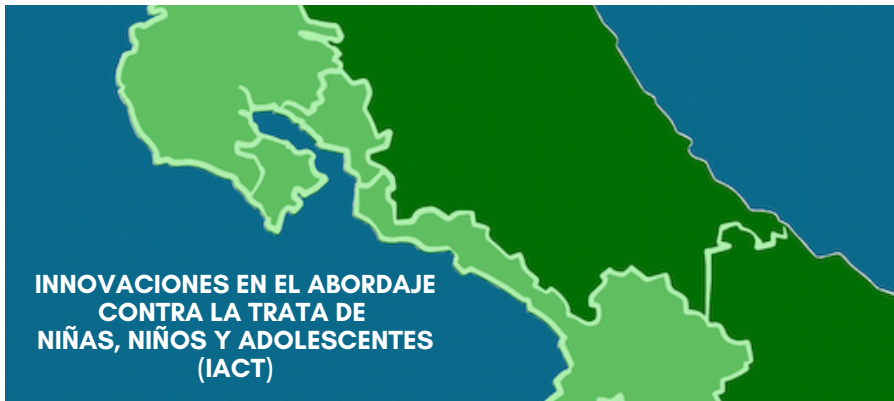 INNOVACIONES EN EL ABORDAJE
CONTRA LA TRATA DE
NIÑAS, NIÑOS Y ADOLESCENTES
(IACT)